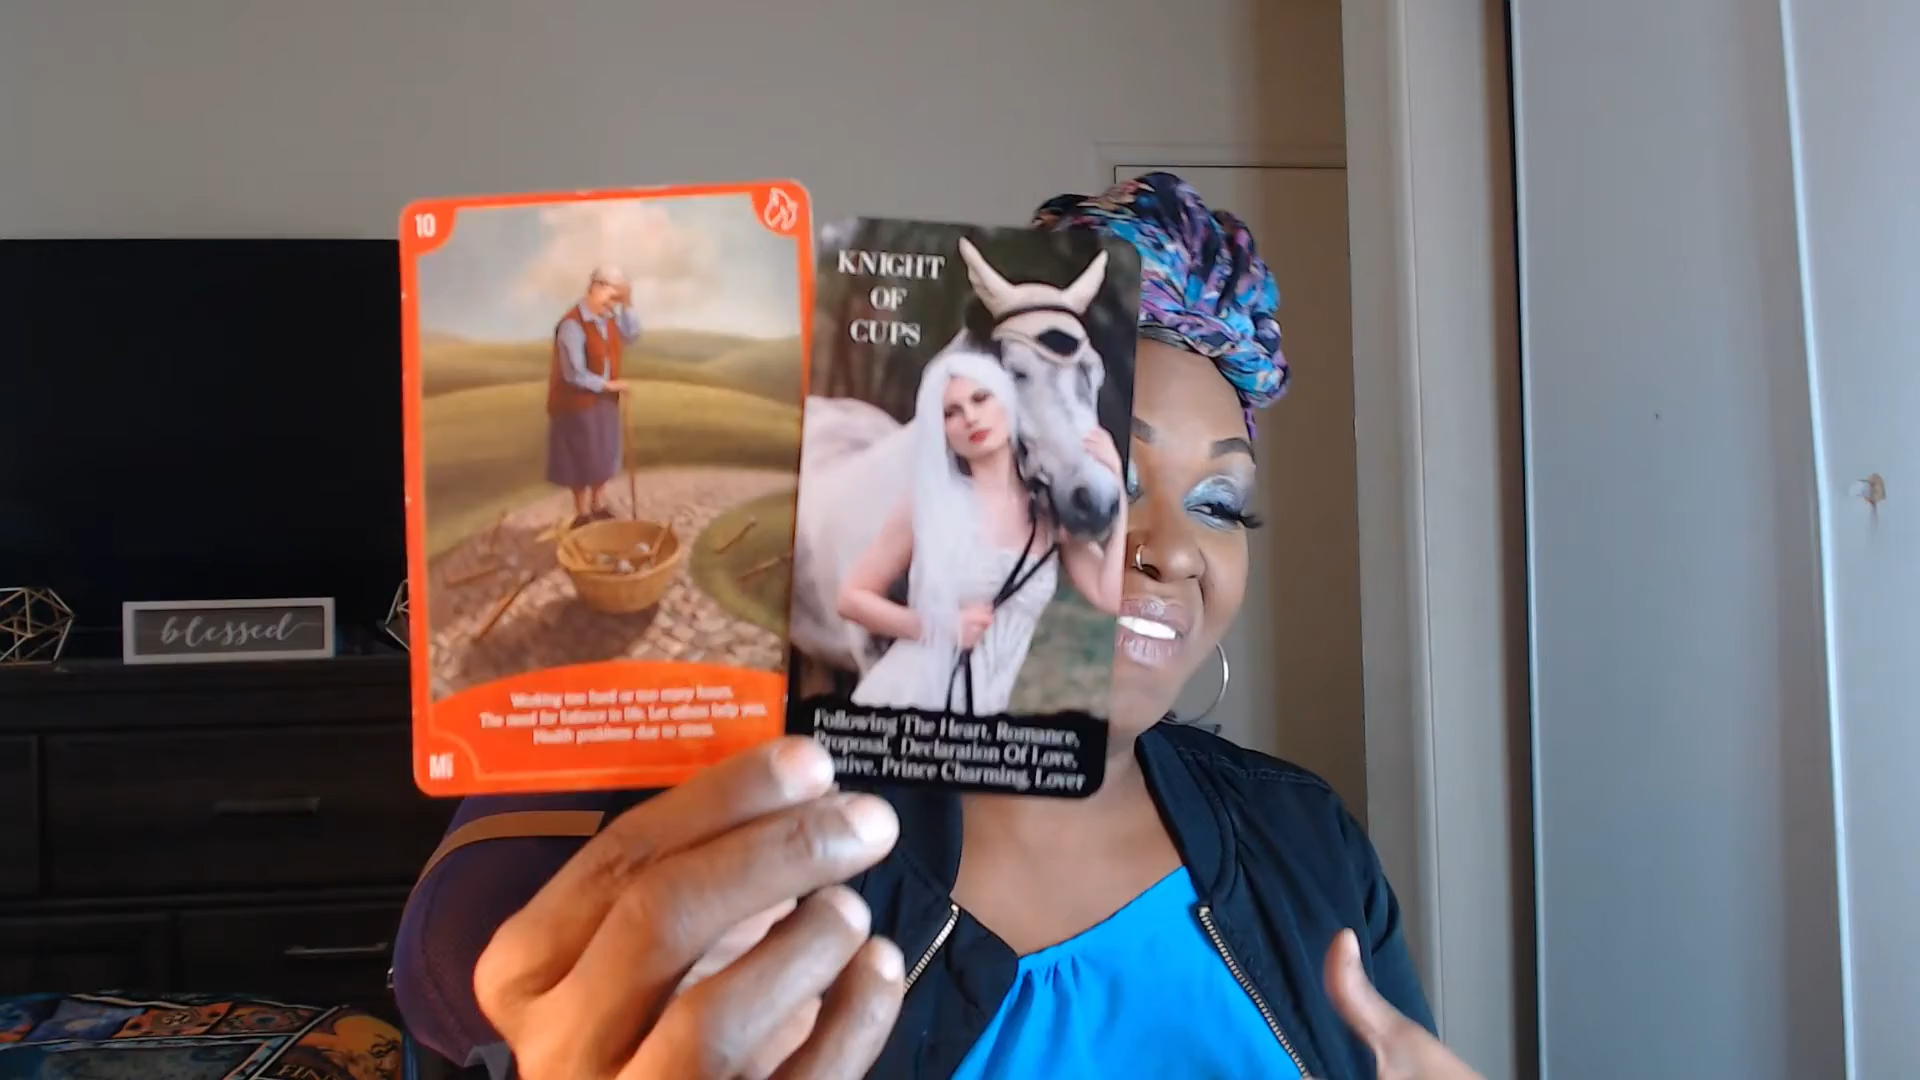 10
Working too hard or too many hours.
The need for balance in life. Let others help you.
Health problems due to stress.
Mi
KNIGHT
OF
CUPS
Following The Heart, Romance,
Proposal, Declaration Of Love,
Prince Charming, Lover
blessed